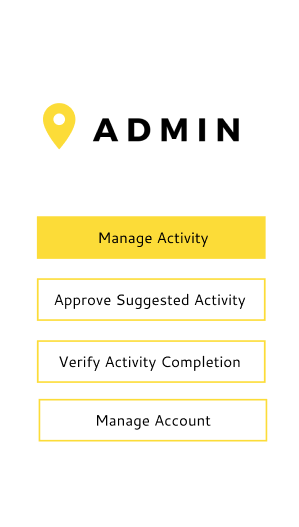 ADMIN
Manage Activity
Approve Suggested Activity
Verify Activity Completion
Manage Account